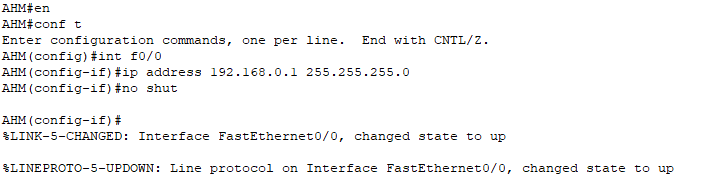 AHM#en
AHM#conf t
Enter configuration commands, one per line.  End with CNTL/Z.
AHM(config)#int f0/0
AHM(config-if)#ip address 192.168.0.1 255.255.255.0
AHM(config-if)#no shut

AHM(config-if)#
%LINK-5-CHANGED: Interface FastEthernet0/0, changed state to up

%LINEPROTO-5-UPDOWN: Line protocol on Interface FastEthernet0/0, changed state to up